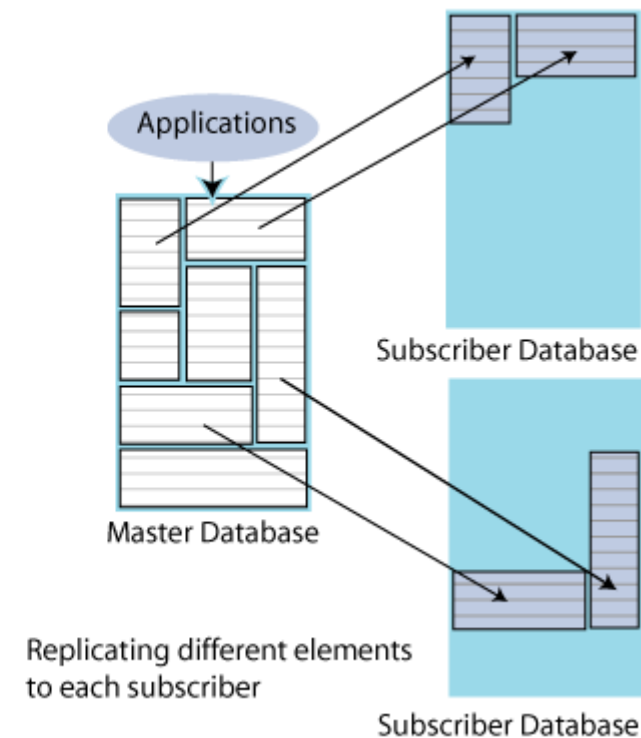 Applications
Subscriber Database
Master Database
Replicating different elements
to each subscriber
Subscriber Database